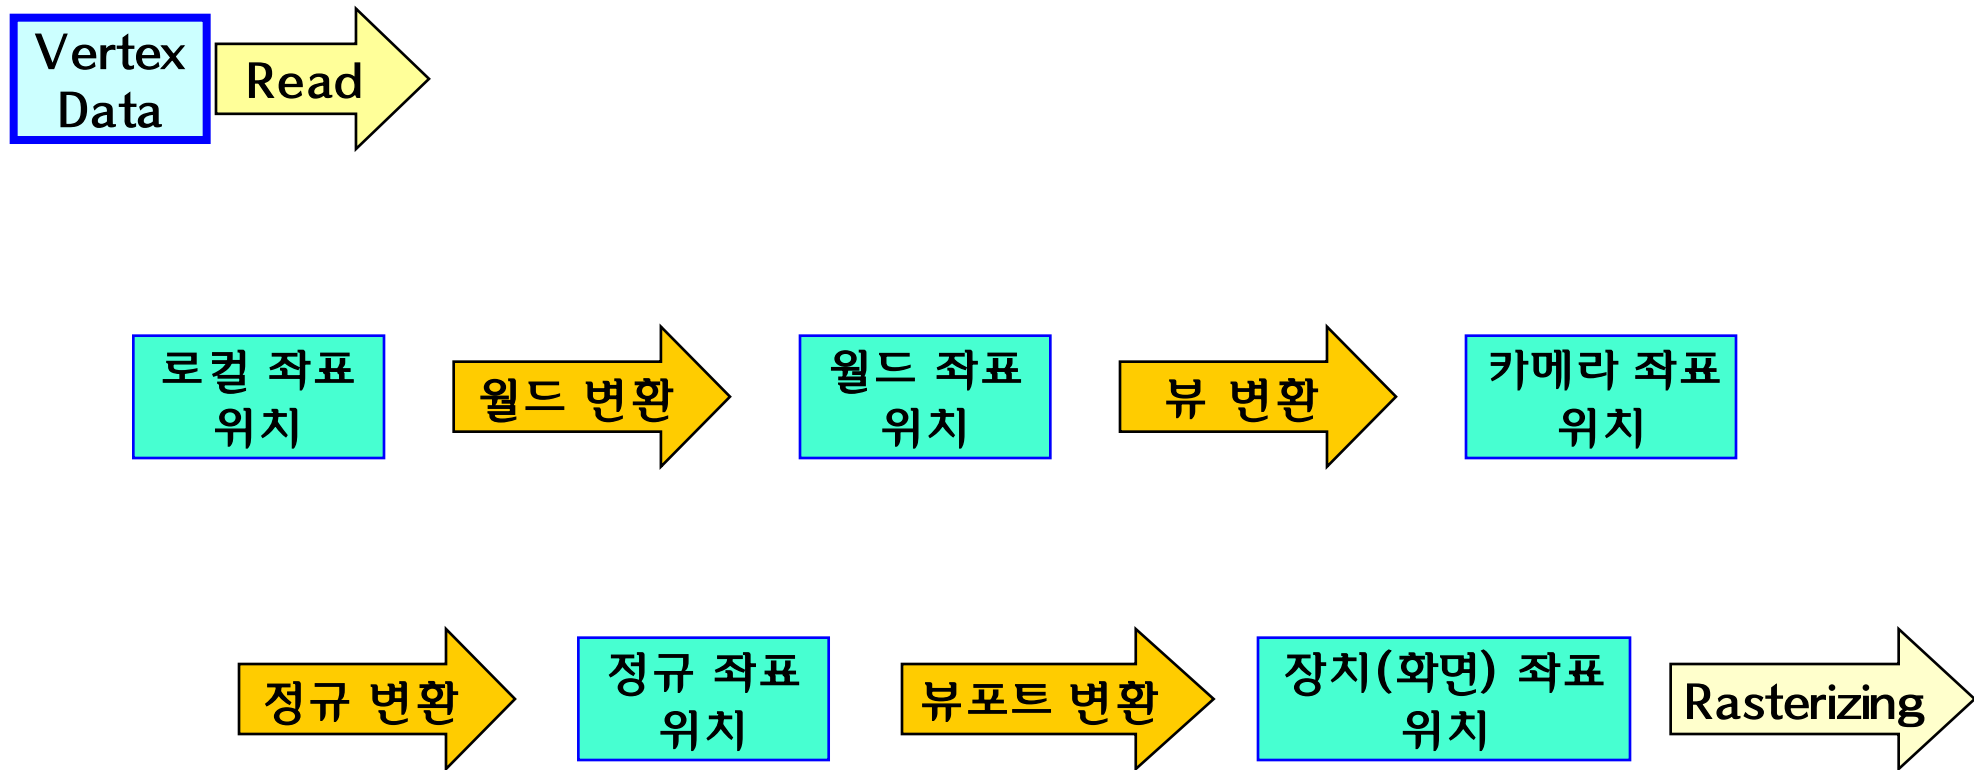 Vertex
Data
Read
로컬 좌표
위치
월드 변환
월드 좌표
위치
뷰 변환
카메라 좌표
위치
정규 변환
정규 좌표
위치
뷰포트 변환
장치(화면) 좌표
위치
Rasterizing